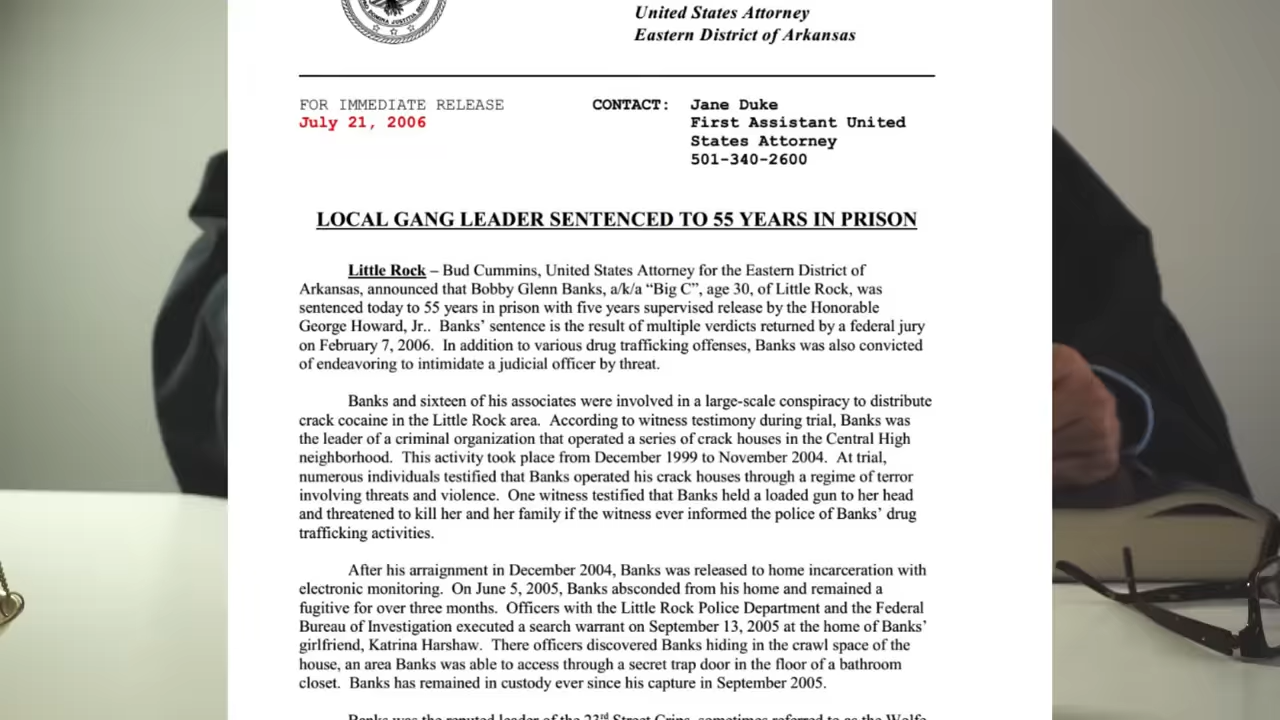 United States Attorney
Eastern District of Arkansas
FOR IMMEDIATE RELEASE
July 21, 2006
CONTACT: Jane Duke
First Assistant United
States Attorney
501-340-2600
LOCAL GANG LEADER SENTENCED TO 55 YEARS IN PRISON
Little Rock – Bud Cummins, United States Attorney for the Eastern District of
Arkansas, announced that Bobby Glenn Banks, a/k/a “Big C”, age 30, of Little Rock, was
sentenced today to 55 years in prison with five years supervised release by the Honorable
George Howard, Jr.. Banks’ sentence is the result of multiple verdicts returned by a federal jury
on February 7, 2006. In addition to various drug trafficking offenses, Banks was also convicted
of endeavoring to intimidate a judicial officer by threat.
Banks and sixteen of his associates were involved in a large-scale conspiracy to distribute
crack cocaine in the Little Rock area. According to witness testimony during trial, Banks was
the leader of a criminal organization that operated a series of crack houses in the Central High
neighborhood. This activity took place from December 1999 to November 2004. At trial,
numerous individuals testified that Banks operated his crack houses through a regime of terror
involving threats and violence. One witness testified that Banks held a loaded gun to her head
and threatened to kill her and her family if the witness ever informed the police of Banks’ drug
trafficking activities.
After his arraignment in December 2004, Banks was released to home incarceration with
electronic monitoring. On June 5, 2005, Banks absconded from his home and remained a
fugitive for over three months. Officers with the Little Rock Police Department and the Federal
Bureau of Investigation executed a search warrant on September 13, 2005 at the home of Banks’
girlfriend, Katrina Harshaw. There officers discovered Banks hiding in the crawl space of the
house, an area Banks was able to access through a secret trap door in the floor of a bathroom
closet. Banks has remained in custody ever since his capture in September 2005.
Banks was the reputed leader of the 23rd Street Crips, sometimes referred to as the Wolfe